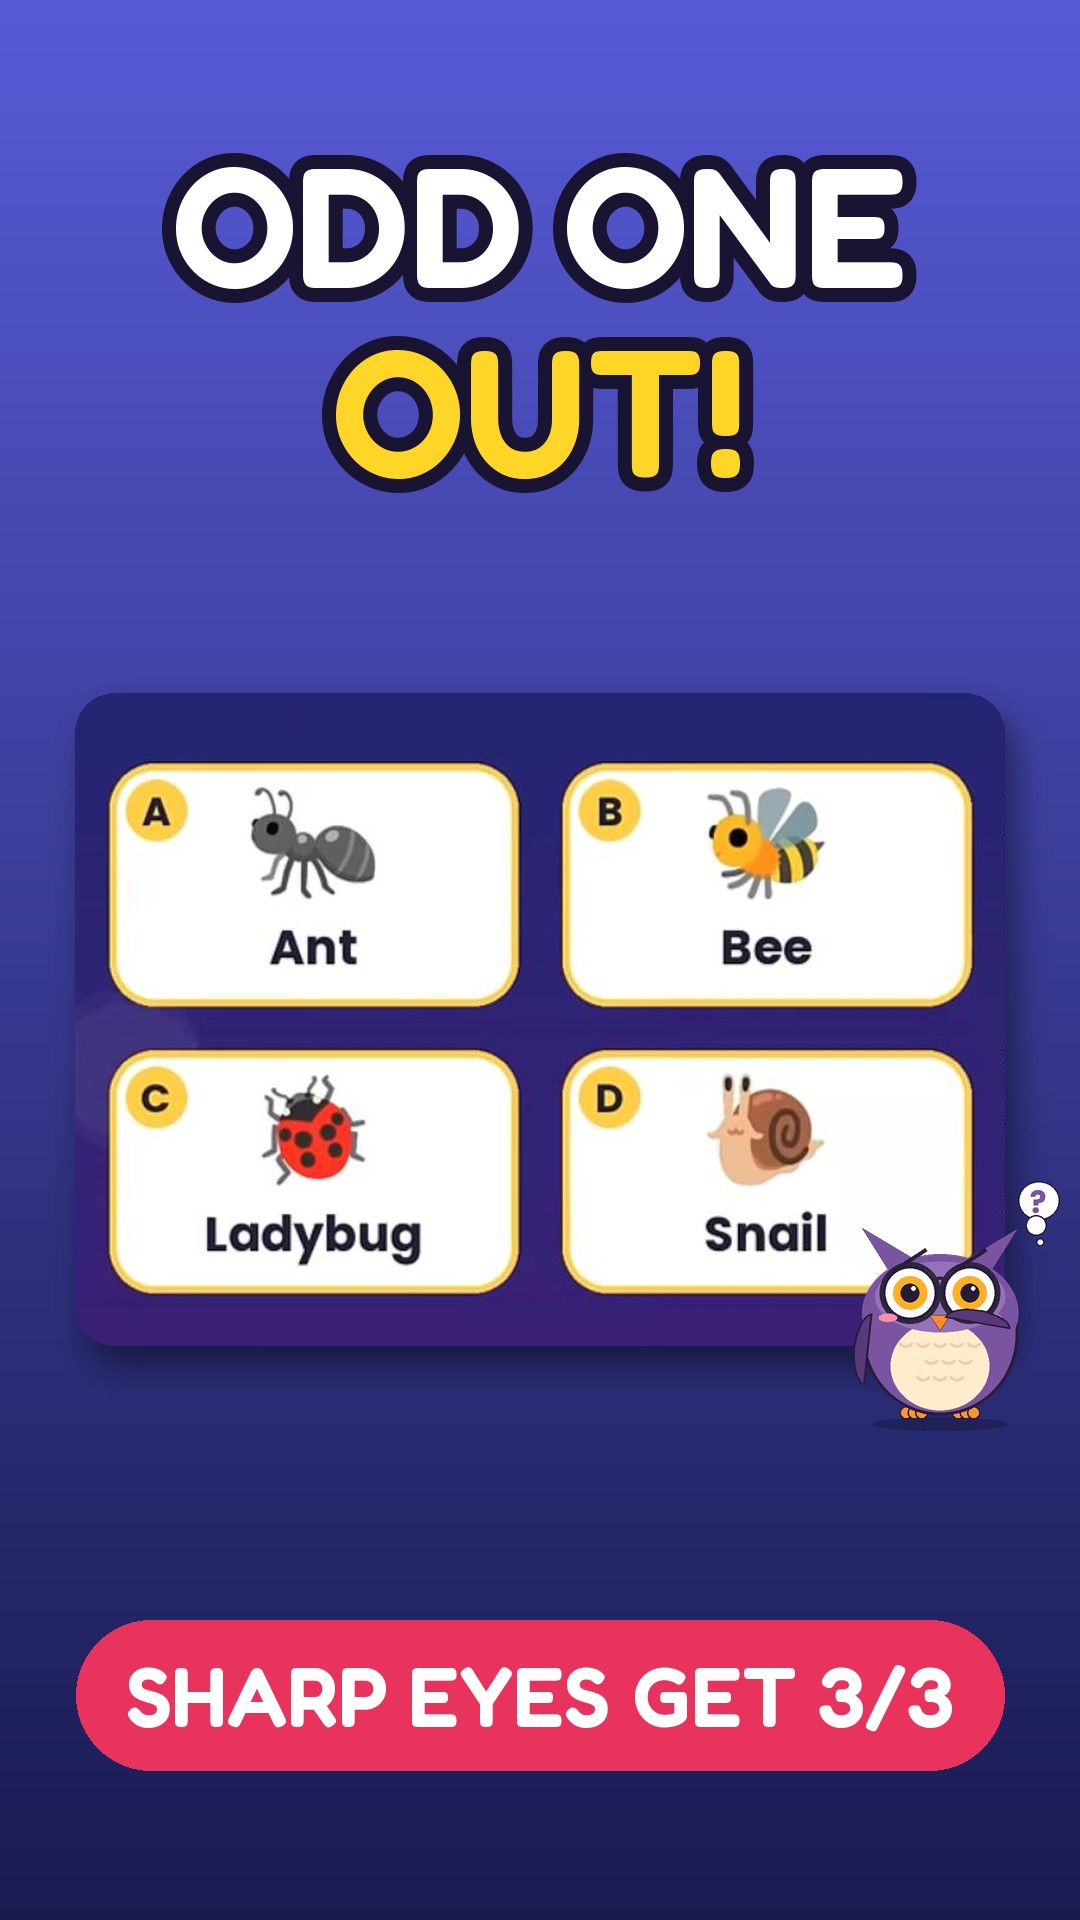 ODD ONE
OUT!
A
Ant
B
Bee
C
Ladybug
D
Snail
?
SHARP EYES GET 3/3